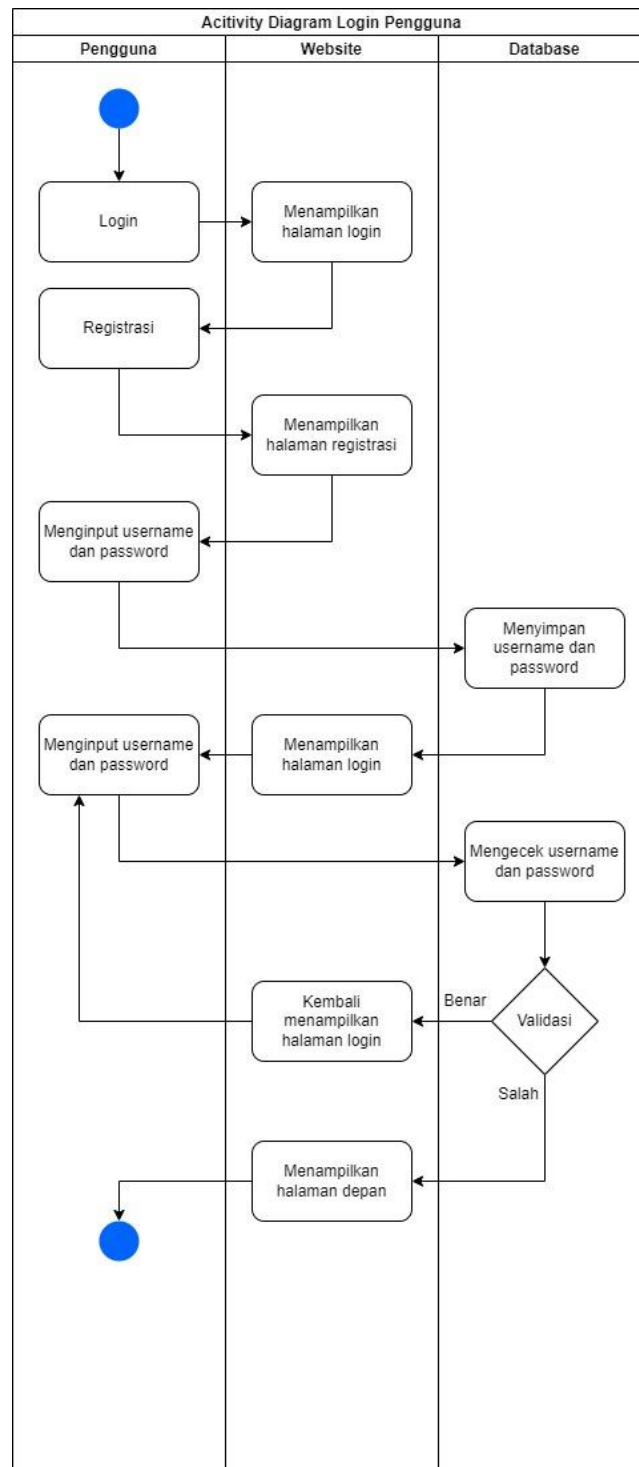 Acitivity Diagram Login Pengguna
Pengguna
Website
Database
Login
Menampilkan
halaman login
Registrasi
Menampilkan
halaman registrasi
Menginput username
dan password
Menyimpan
username dan
password
Menginput username
dan password
Menampilkan
halaman login
Mengecek username
dan password
Kembali
menampilkan
halaman login
Benar
Validasi
Salah
Menampilkan
halaman depan